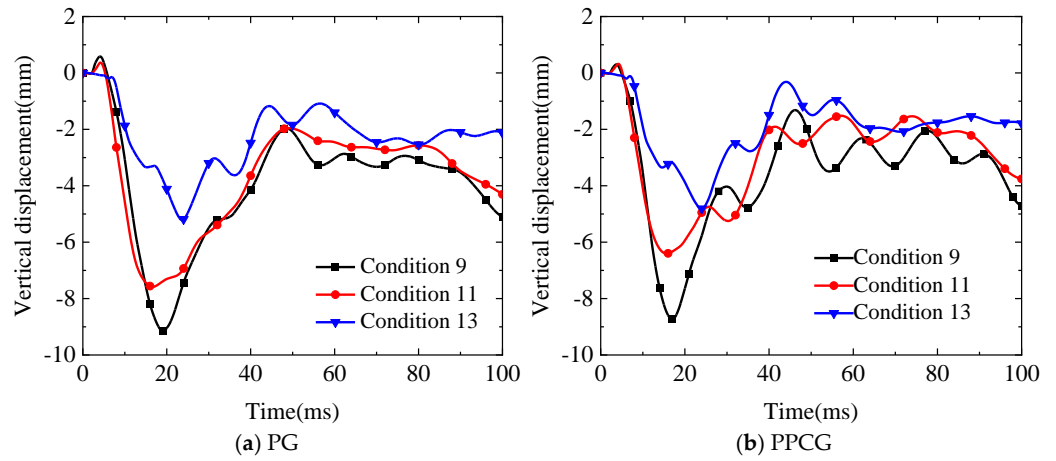 2
0
-2
-4
-6
-8
-10
Vertical displacement(mm)
Condition 9
Condition 11
Condition 13
0 20 40 60 80 100
Time(ms)
(a) PG
2
0
-2
-4
-6
-8
-10
Vertical displacement(mm)
Condition 9
Condition 11
Condition 13
0 20 40 60 80 100
Time(ms)
(b) PPCG